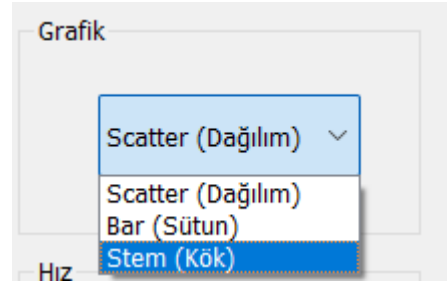 Grafik
Scatter (Dağılım)
Scatter (Dağılım)
Bar (Sütun)
Stem (Kök)
Hız